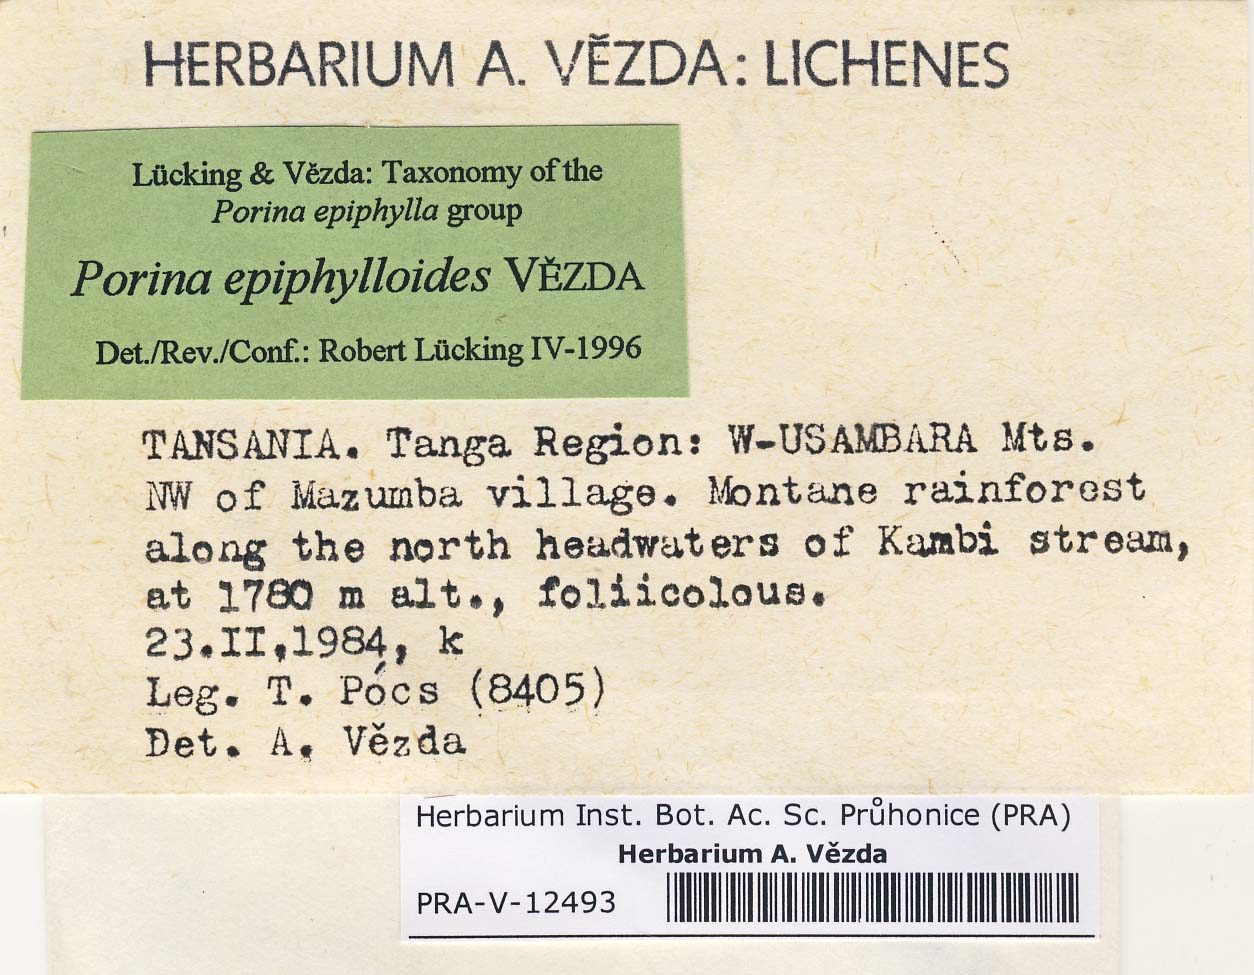 HERBARIUM A. VĚZDA: LICHENES
Lücking & Vězda: Taxonomy of the
Porina epiphylla group
Porina epiphylloides VĚZDA
Det./Rev./Conf.: Robert Lücking IV-1996
TANSANIA. Tanga Region: W-USAMBARA Mts.
NW of Mazumba village. Montane rainforest
along the north headwaters of Kambi stream,
at 1780 m alt., foliicolous.
23.II,1984, k
Leg. T. Pócs (8405)
Det. A. Vězda
Herbarium Inst. Bot. Ac. Sc. Průhonice (PRA)
Herbarium A. Vězda
PRA-V-12493